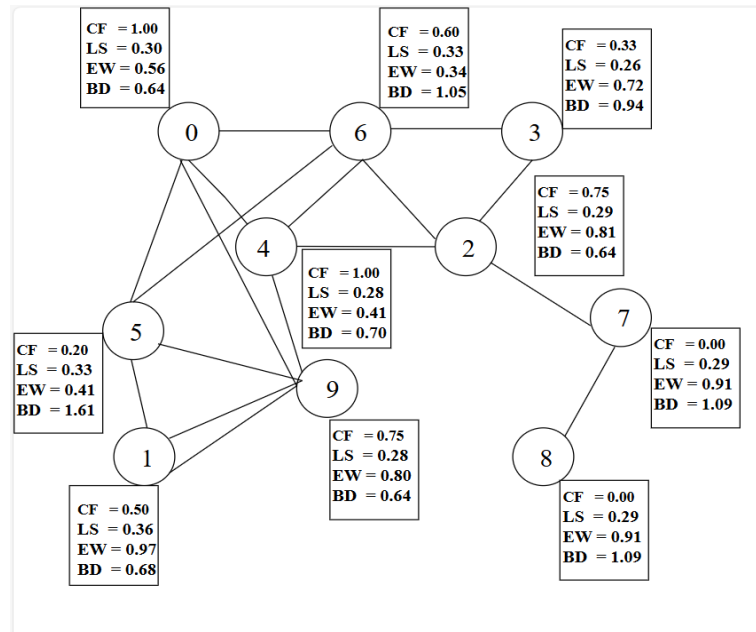 CF = 1.00
LS = 0.30
EW = 0.56
BD = 0.64
CF = 0.60
LS = 0.33
EW = 0.34
BD = 1.05
CF = 0.33
LS = 0.26
EW = 0.72
BD = 0.94
0
6
3
CF = 0.75
LS = 0.29
EW = 0.81
BD = 0.64
4
2
CF = 1.00
LS = 0.28
EW = 0.41
BD = 0.70
5
7
CF = 0.20
LS = 0.33
EW = 0.41
BD = 1.61
CF = 0.00
LS = 0.29
EW = 0.91
BD = 1.09
9
CF = 0.75
LS = 0.28
EW = 0.80
BD = 0.64
1
8
CF = 0.50
LS = 0.36
EW = 0.97
BD = 0.68
CF = 0.00
LS = 0.29
EW = 0.91
BD = 1.09